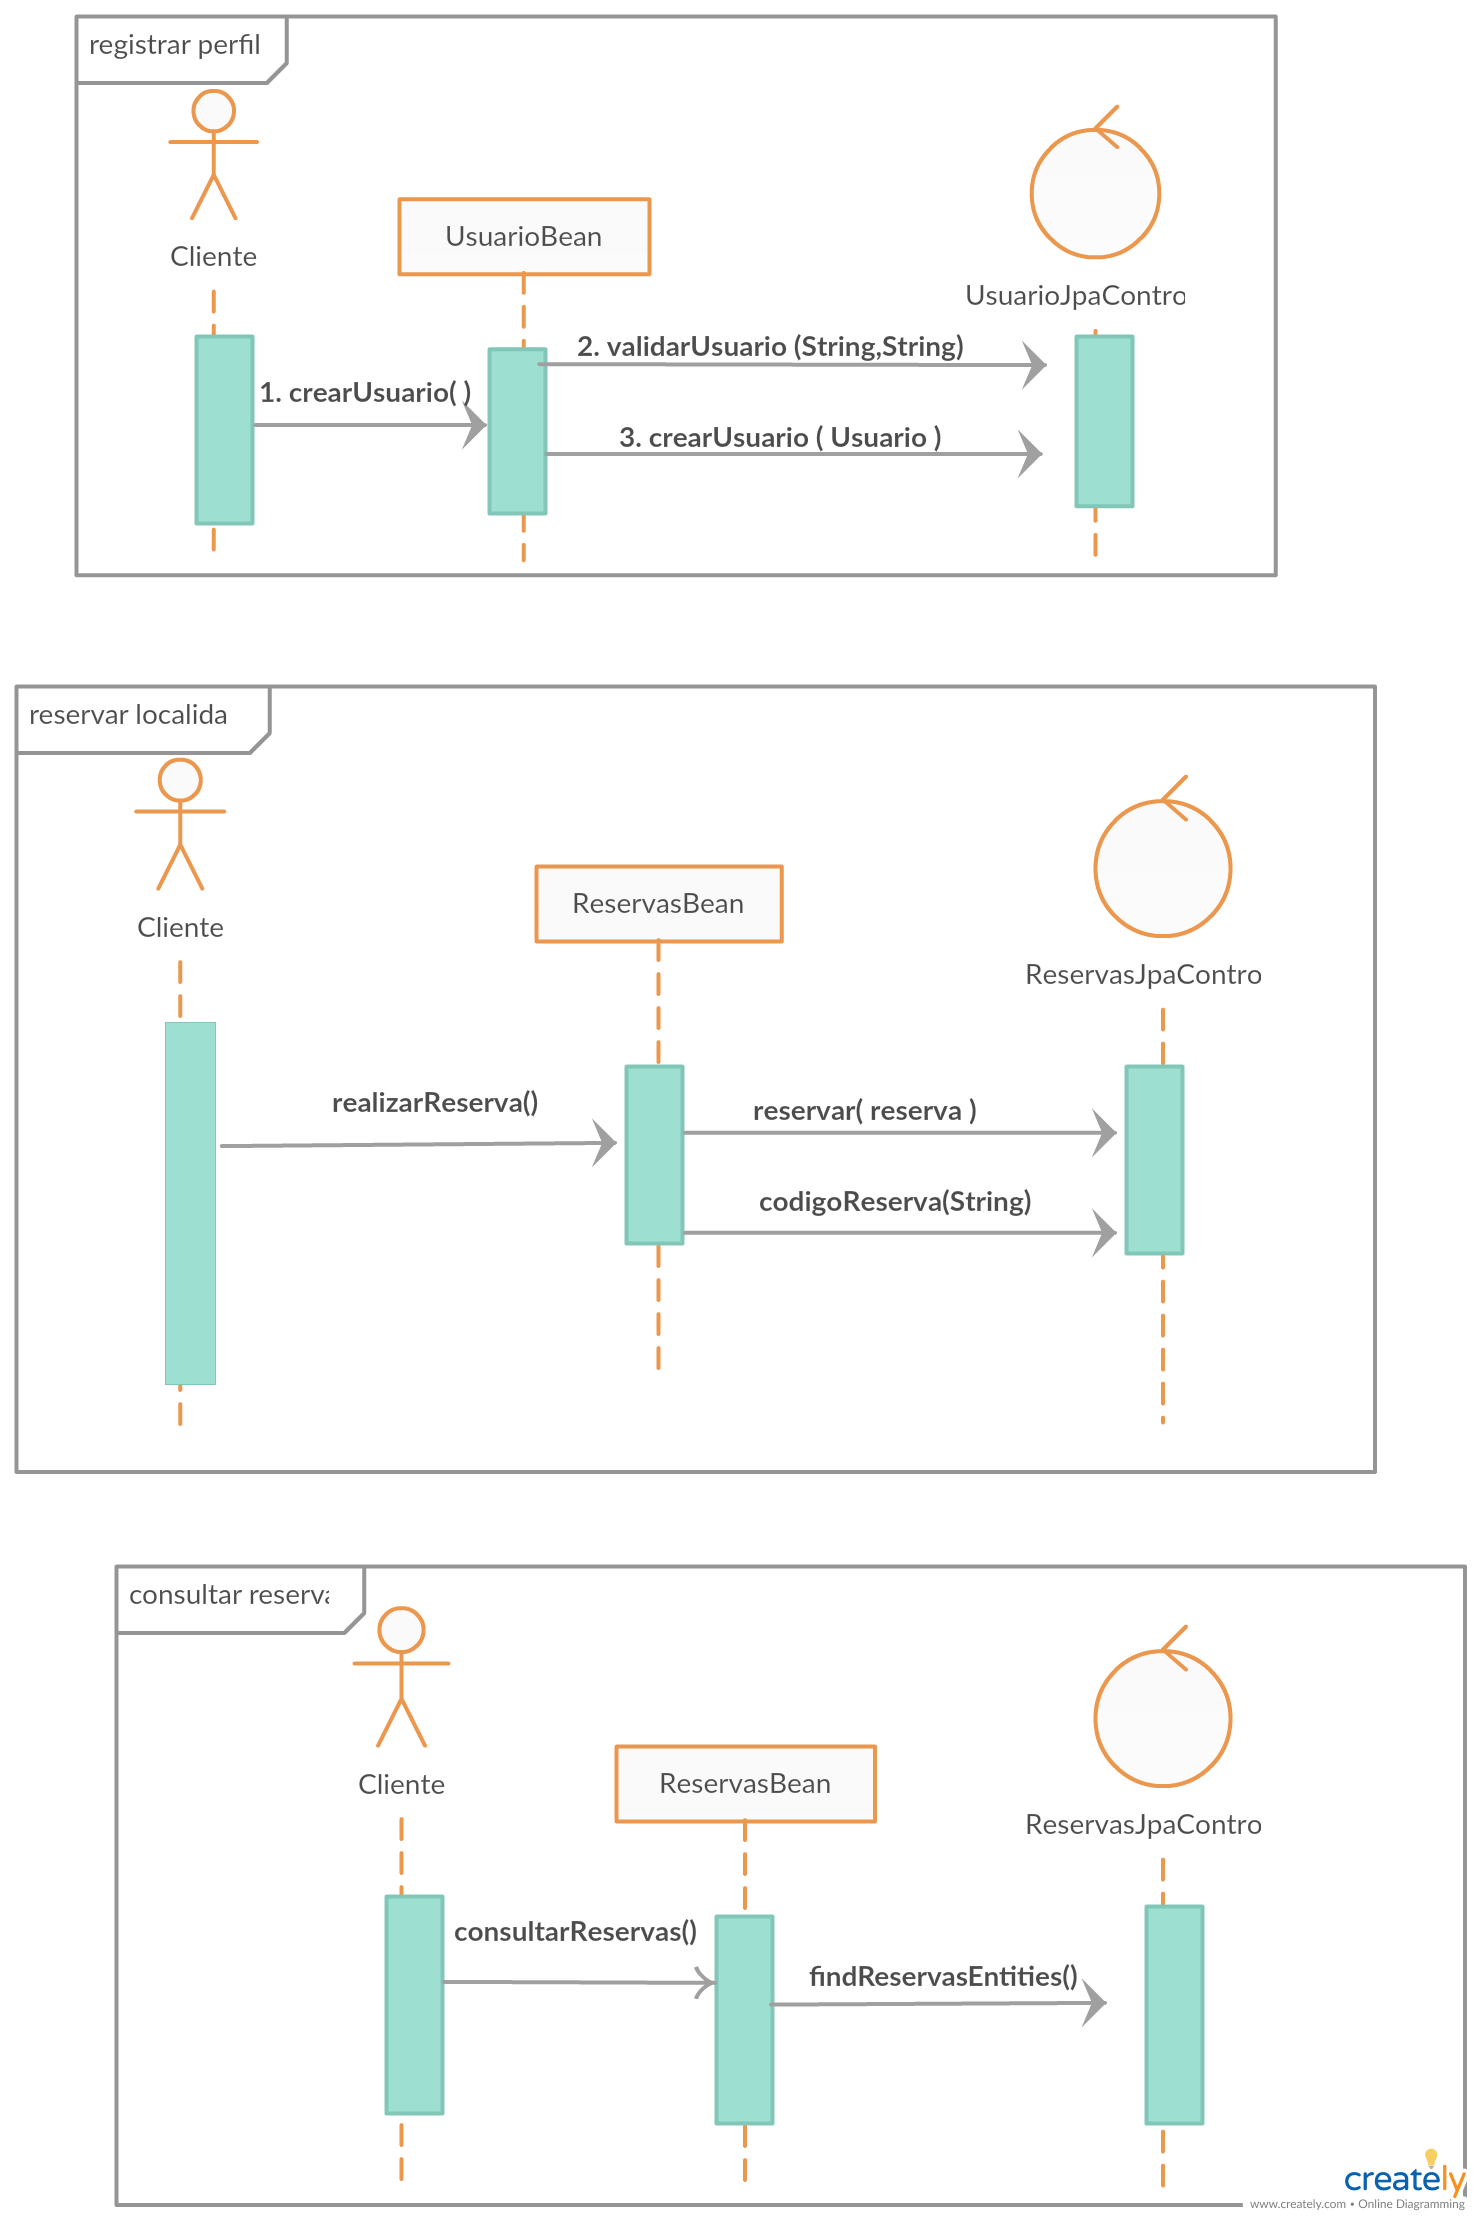 registrar perfil
Cliente
UsuarioBean
UsuarioJpaContro
2. validarUsuario (String,String)
1. crearUsuario( )
3. crearUsuario ( Usuario )
reservar localida
Cliente
ReservasBean
ReservasJpaContro
realizarReserva()
reservar( reserva )
codigoReserva(String)
consultar reserva
Cliente
ReservasBean
ReservasJpaContro
consultarReservas()
findReservasEntities()
creately
www.creately.com • Online Diagramming